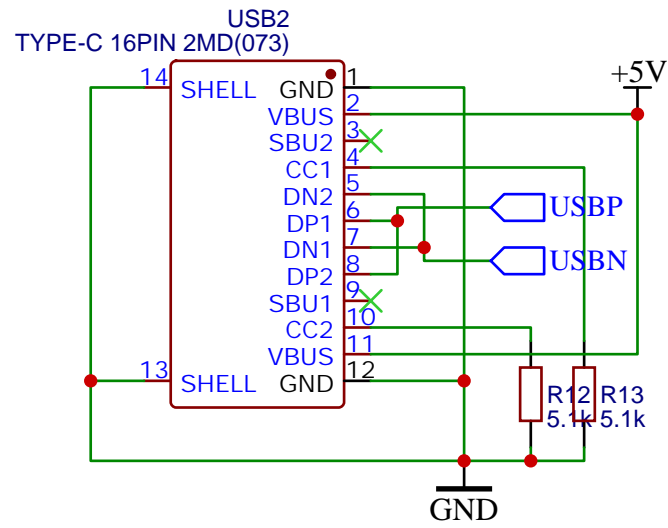 USB2
TYPE-C 16PIN 2MD(073)
+5V
14 SHELL GND 1
VBUS 2
SBU2 3
CC1 4
DN2 5
DP1 6
USBP
DN1 7
USBN
DP2 8
SBU1 9
CC2 10
VBUS 11
13 SHELL GND 12
R12 R13
5.1k 5.1k
GND